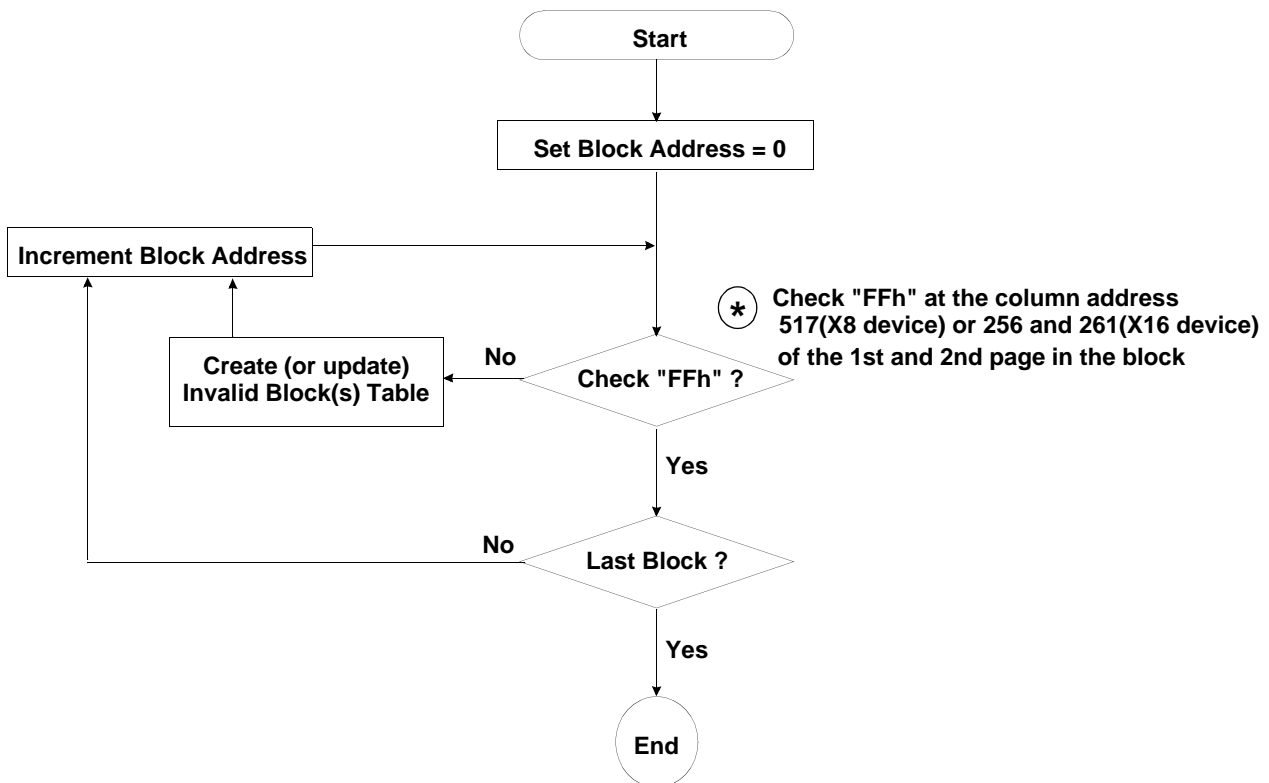 Start
Set Block Address = 0
Increment Block Address
* Check "FFh" at the column address
517(X8 device) or 256 and 261(X16 device)
of the 1st and 2nd page in the block
No
Create (or update)
Invalid Block(s) Table
Check "FFh" ?
Yes
No
Last Block ?
Yes
End